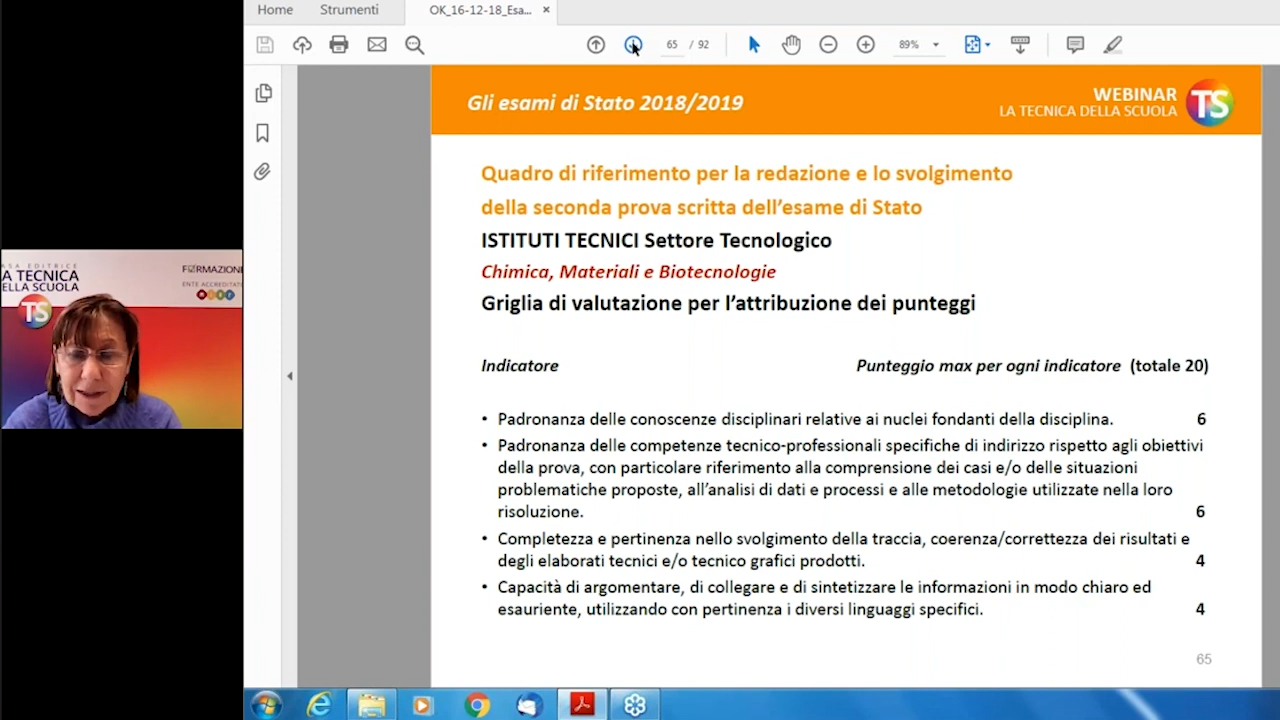 Home Strumenti OK_16-12-18_Esa... ×
65 / 92 89%
Gli esami di Stato 2018/2019
WEBINAR
LA TECNICA DELLA SCUOLA
TS
Quadro di riferimento per la redazione e lo svolgimento
della seconda prova scritta dell'esame di Stato
ISTITUTI TECNICI Settore Tecnologico
Chimica, Materiali e Biotecnologie
Griglia di valutazione per l'attribuzione dei punteggi
Indicatore Punteggio max per ogni indicatore (totale 20)
• Padronanza delle conoscenze disciplinari relative ai nuclei fondanti della disciplina. 6
• Padronanza delle competenze tecnico-professionali specifiche di indirizzo rispetto agli obiettivi
della prova, con particolare riferimento alla comprensione dei casi e/o delle situazioni
problematiche proposte, all'analisi di dati e processi e alle metodologie utilizzate nella loro
risoluzione. 6
• Completezza e pertinenza nello svolgimento della traccia, coerenza/correttezza dei risultati e
degli elaborati tecnici e/o tecnico grafici prodotti. 4
• Capacità di argomentare, di collegare e di sintetizzare le informazioni in modo chiaro ed
esauriente, utilizzando con pertinenza i diversi linguaggi specifici. 4
65
ASA EDITRICE
A TECNICA
ELLA SCUOLA
TS
FORMAZIONE
ENTE ACCREDITAT